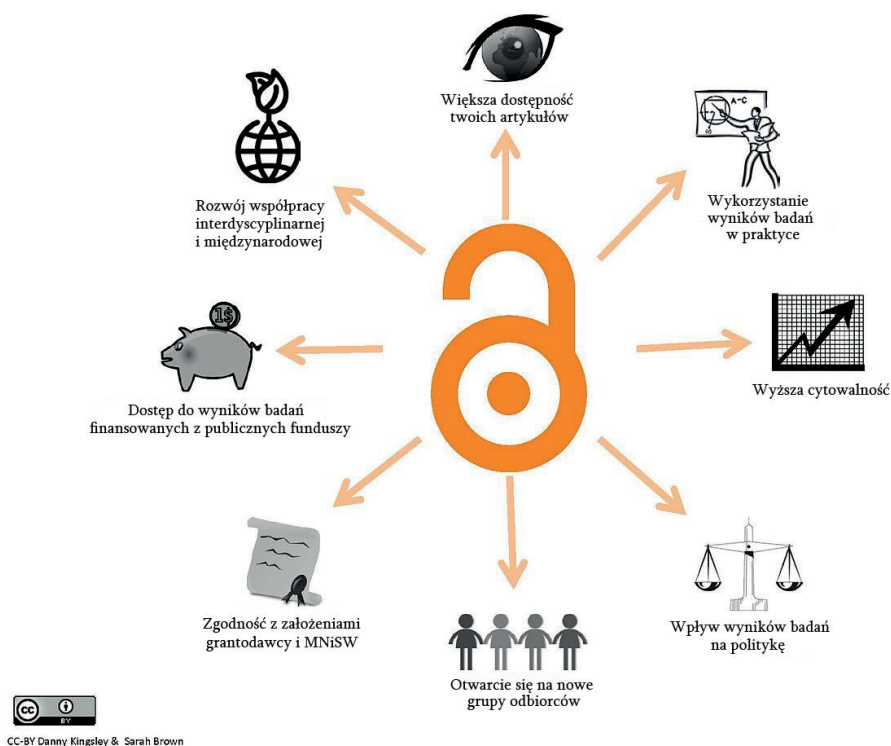 Większa dostępność
twoich artykułów
A-C
Wykorzystanie
wyników badań
w praktyce
Wyższa cytowalność
Wpływ wyników badań
na politykę
Otwarcie się na nowe
grupy odbiorców
Zgodność z założeniami
grantodawcy i MNiSW
Dostęp do wyników badań
finansowanych z publicznych funduszy
1$
Rozwój współpracy
interdyscyplinarnej
i międzynarodowej
cc
BY
CC-BY Danny Kingsley & Sarah Brown